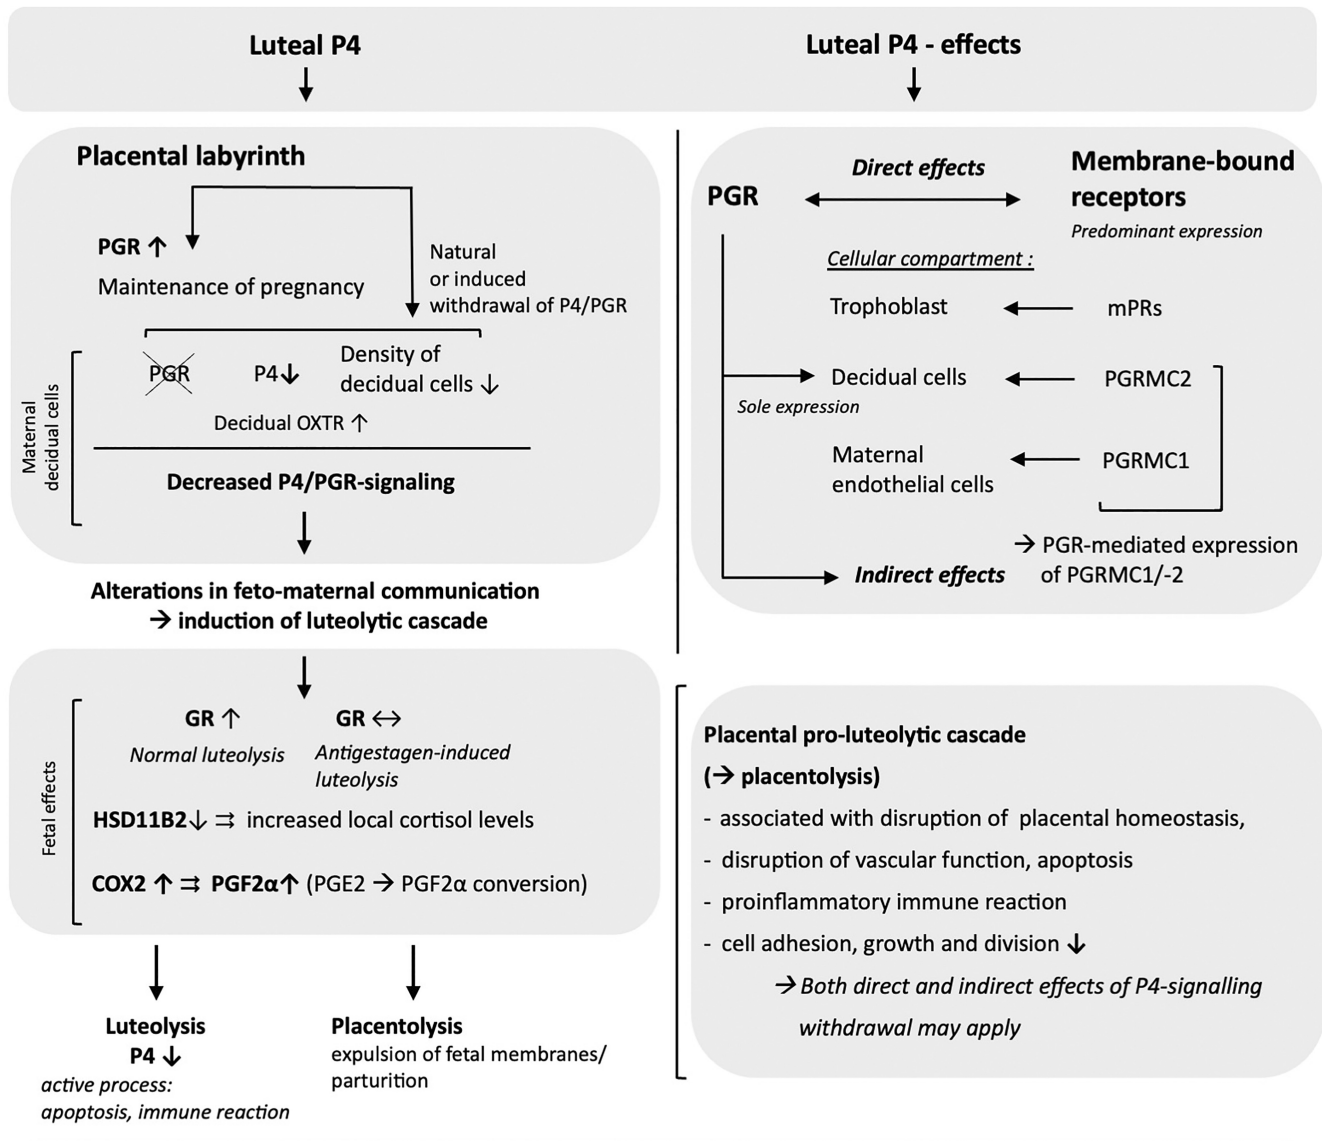 Luteal P4
Luteal P4 - effects
Placental labyrinth
PGR ↑
Maintenance of pregnancy
Natural
or induced
withdrawal of P4/PGR
Maternal
decidual cells
PGR
P4↓
Density of
decidual cells ↓
Decidual OXTR ↑
Decreased P4/PGR-signaling
Alterations in feto-maternal communication
→ induction of luteolytic cascade
Fetal effects
GR ↑
Normal luteolysis
GR ↔
Antigestagen-induced
luteolysis
HSD11B2↓ ⇉ increased local cortisol levels
COX2 ↑ ⇉ PGF2α↑ (PGE2 → PGF2α conversion)
Luteolysis
P4 ↓
active process:
apoptosis, immune reaction
Placentolysis
expulsion of fetal membranes/
parturition
PGR
Direct effects
Membrane-bound
receptors
Predominant expression
Cellular compartment :
Trophoblast
mPRs
Decidual cells
PGRMC2
Sole expression
Maternal
endothelial cells
PGRMC1
→ PGR-mediated expression
of PGRMC1/-2
Indirect effects
Placental pro-luteolytic cascade
(→ placentolysis)
- associated with disruption of placental homeostasis,
- disruption of vascular function, apoptosis
- proinflammatory immune reaction
- cell adhesion, growth and division ↓
→ Both direct and indirect effects of P4-signalling
withdrawal may apply